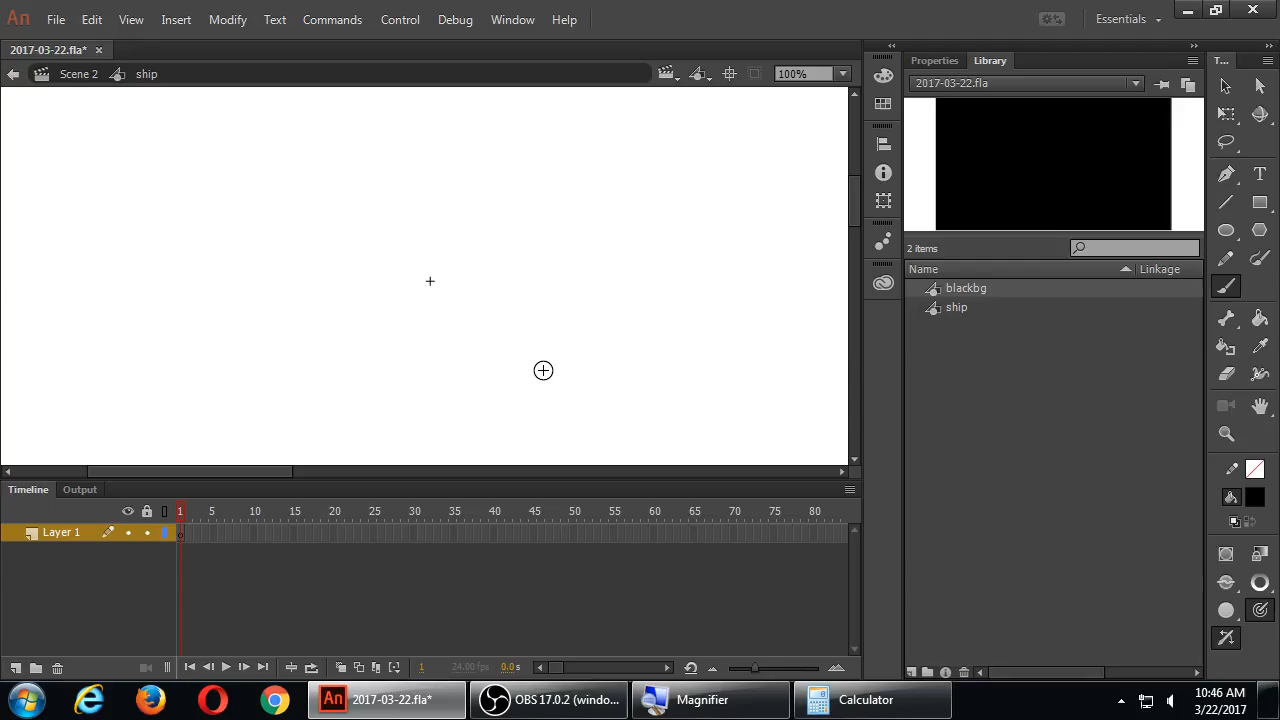 An File Edit View Insert Modify Text Commands Control Debug Window Help Essentials
2017-03-22.fla* ×
Scene 2 ship 100%
Properties Library T...
2017-03-22.fla
2 items
Name Linkage
blackbg
ship
Timeline Output
1 5 10 15 20 25 30 35 40 45 50 55 60 65 70 75 80
Layer 1
1 24.00 fps 0.0 s
An 2017-03-22.fla* OBS 17.0.2 (windo... Magnifier Calculator
10:46 AM
3/22/2017